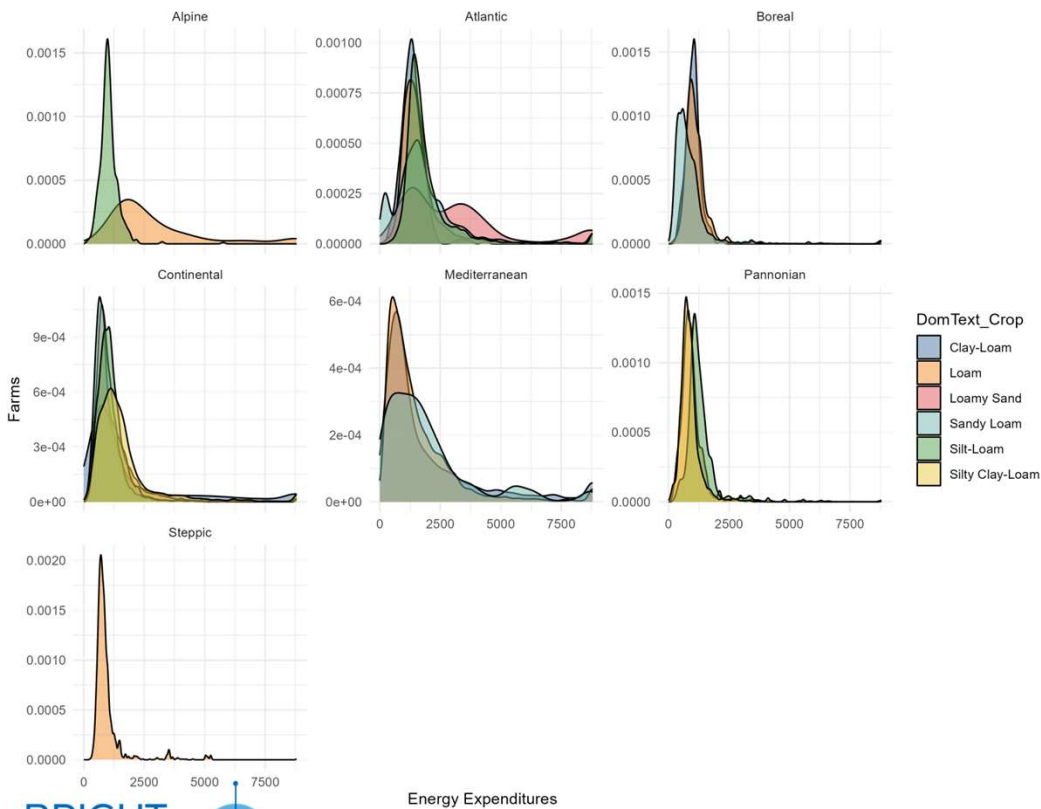 Alpine
Atlantic
Boreal
0.0015
0.0010
0.0005
0.0000
0.00100
0.00075
0.00050
0.00025
0.00000
0.0015
0.0010
0.0005
0.0000
Continental
Mediterranean
Pannonian
9e-04
6e-04
3e-04
0e+00
6e-04
4e-04
2e-04
0e+00
0.0015
0.0010
0.0005
0.0000
0 2500 5000 7500
0 2500 5000 7500
Farms
Steppic
0.0020
0.0015
0.0010
0.0005
0.0000
0 2500 5000 7500
Energy Expenditures
DomText_Crop
Clay-Loam
Loam
Loamy Sand
Sandy Loam
Silt-Loam
Silty Clay-Loam
BRIGHT